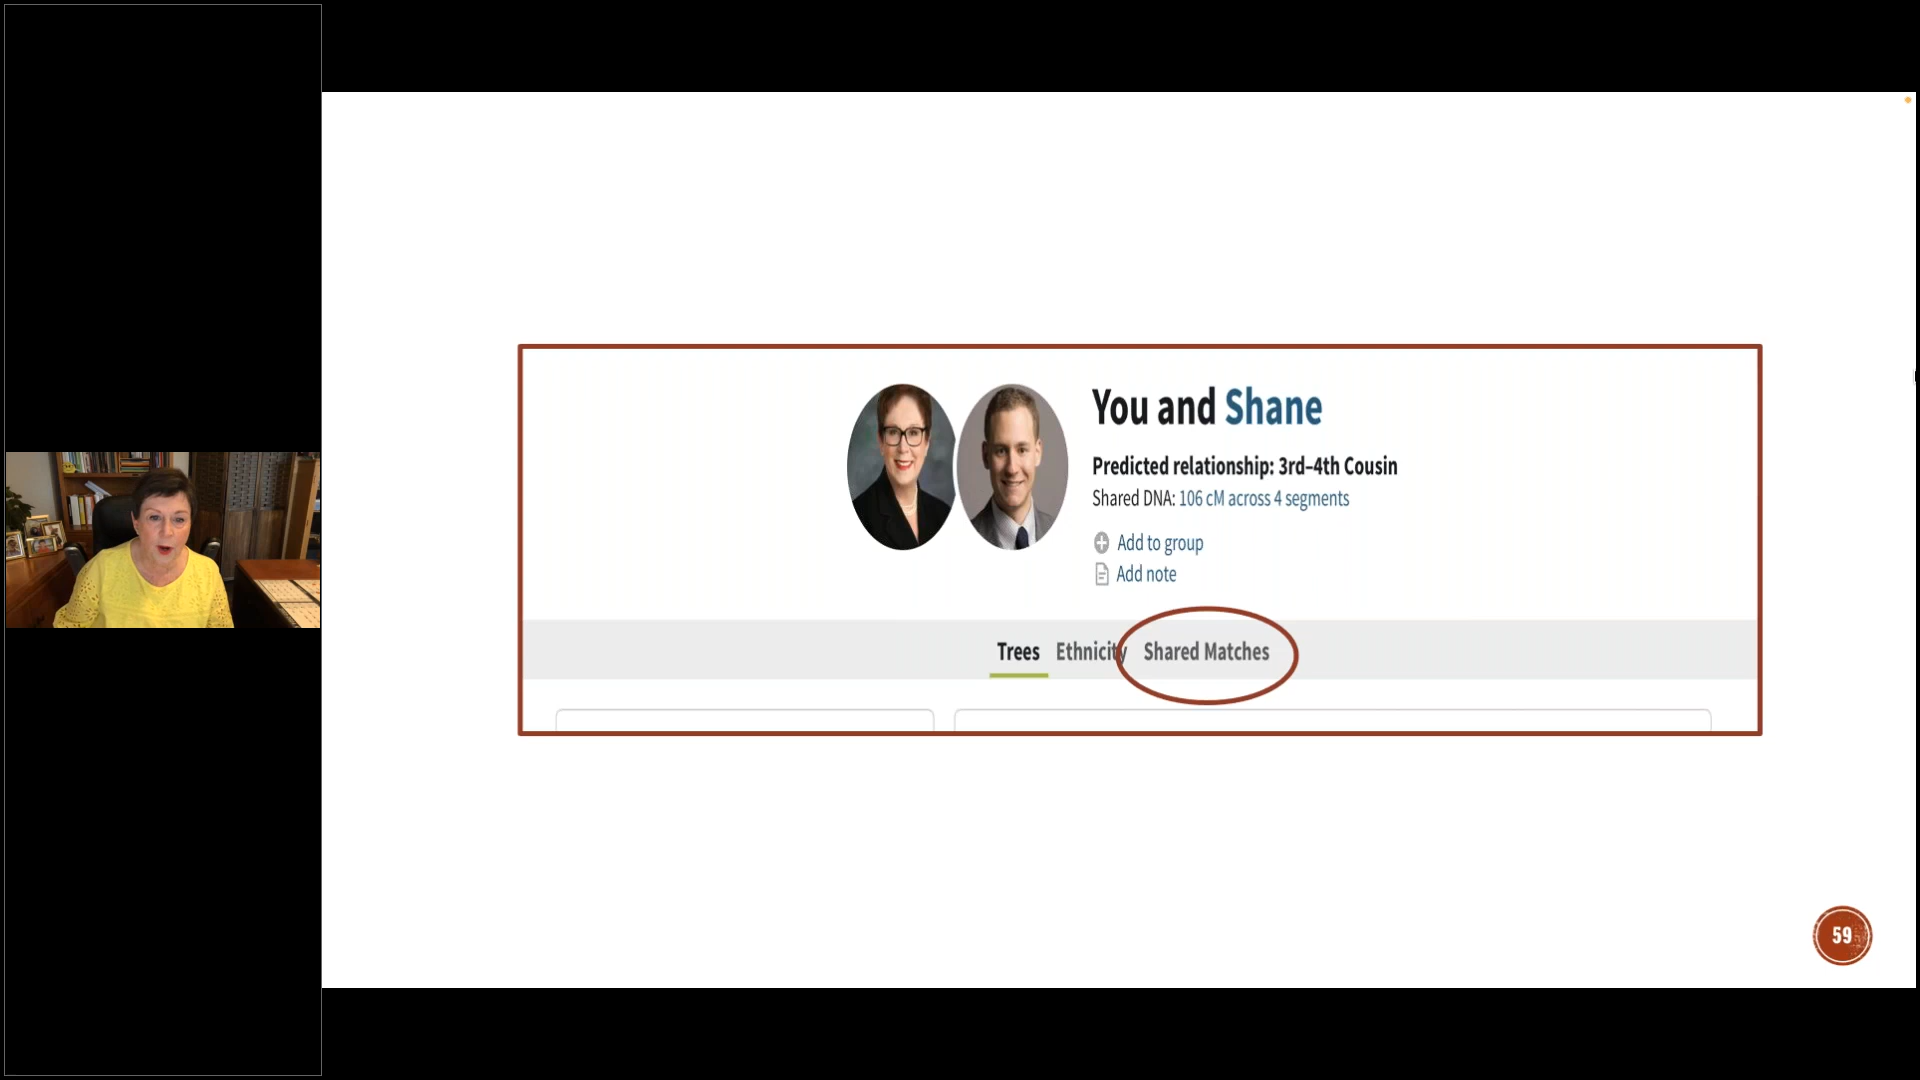 You and Shane
Predicted relationship: 3rd–4th Cousin
Shared DNA: 106 cM across 4 segments
Add to group
Add note
Trees Ethnicity Shared Matches
59